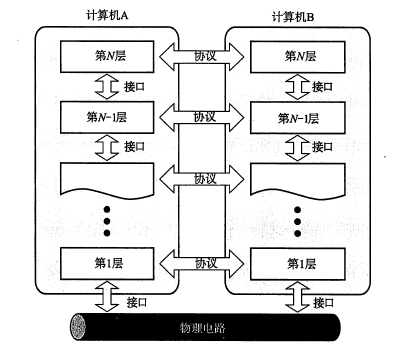 计算机A 计算机B
第N层 协议 第N层
接口 接口
第N-1层 协议 第N-1层
接口 接口
协议
第1层 协议 第1层
接口 接口
物理电路